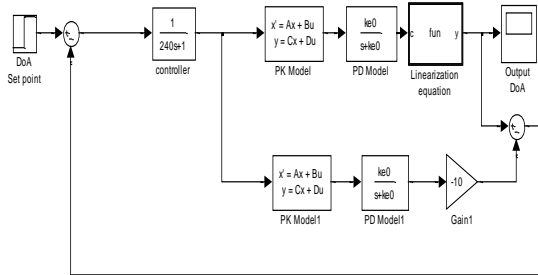 DoA
Set point
1
240s+1
controller
x' = Ax + Bu
y = Cx + Du
PK Model
ke0
s+ke0
PD Model
c fun y
Linearization
equation
Output
DoA
x' = Ax + Bu
y = Cx + Du
PK Model1
ke0
s+ke0
PD Model1
-10
Gain1